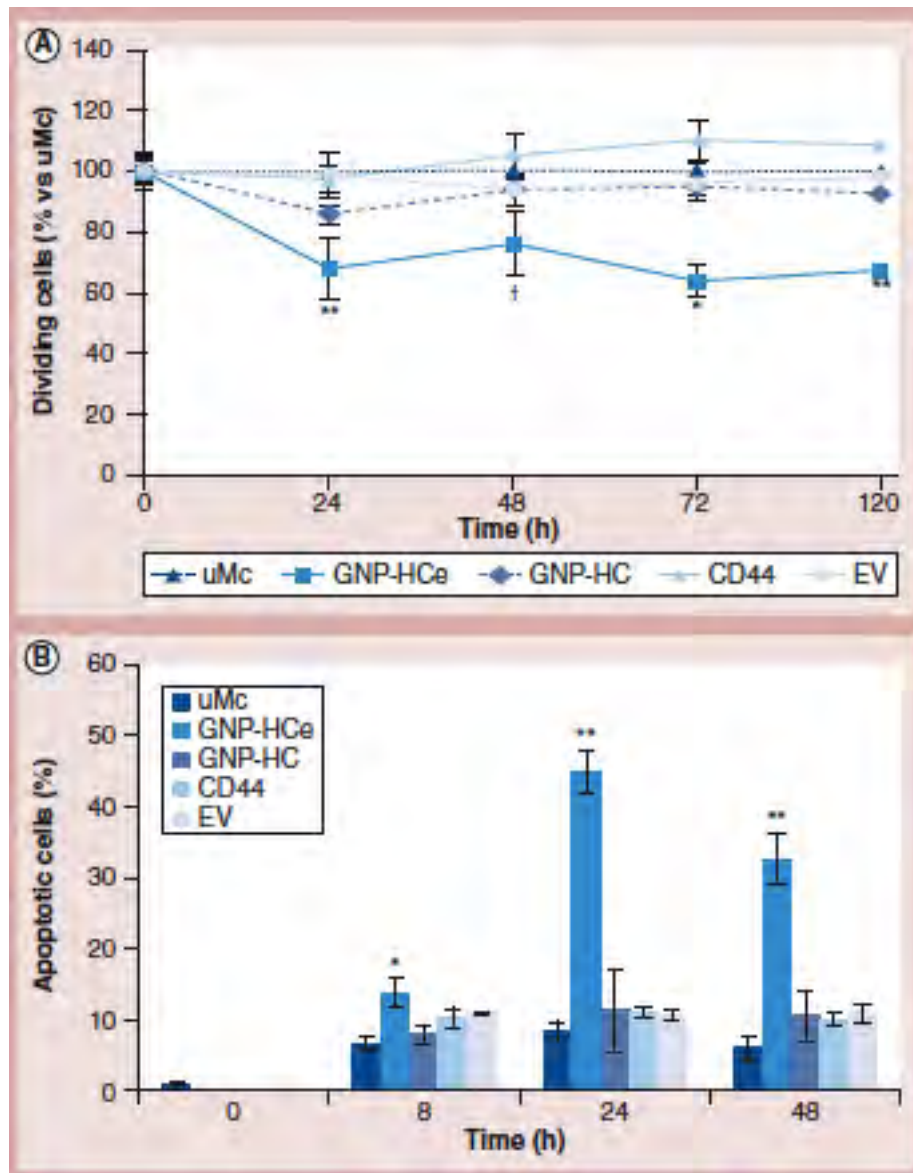 A
140
120
100
80
60
40
20
0
Dividing cells (% vs uMc)
**
†
*
*
**
0 24 48 72 120
Time (h)
uMc GNP-HCe GNP-HC CD44 EV
B
60
50
40
30
20
10
0
Apoptotic cells (%)
uMc
GNP-HCe
GNP-HC
CD44
EV
*
**
**
0 8 24 48
Time (h)